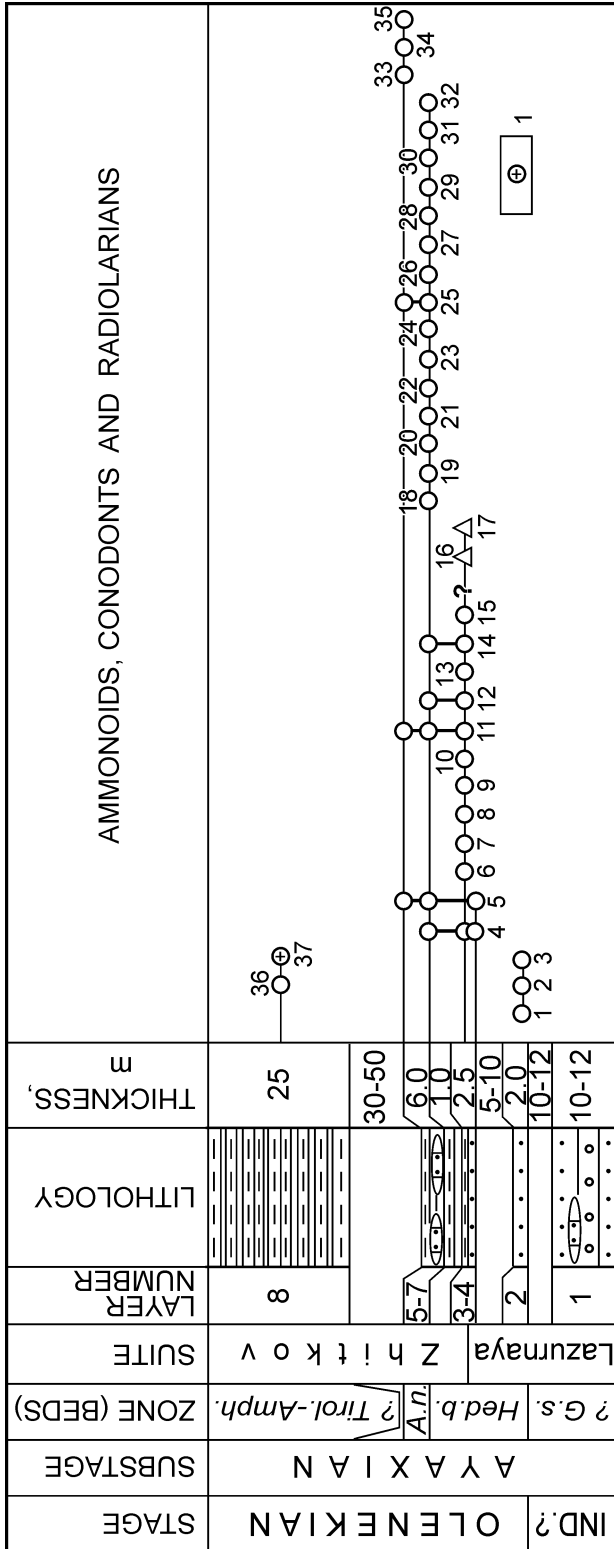 STAGE
SUBSTAGE
ZONE (BEDS)
SUITE
LAYER
NUMBER
LITHOLOGY
THICKNESS,
m
AMMONOIDS, CONODONTS AND RADIOLARIANS
IND.?
OLENEKIAN
AYAXIAN
? G.s.
Hed.b.
A.n.
? Tirol.-Amph.
Lazurnaya
Zhitkov
8
5-7
3-4
2
1
25
30-50
6.0
1.0
2.5
5-10
2.0
10-12
10-12
36
37
33
34
35
18
19
20
21
22
23
24
25
26
27
28
29
30
31
32
4
5
6
7
8
9
10
11
12
13
14
15
?
16
17
1
2
3
1